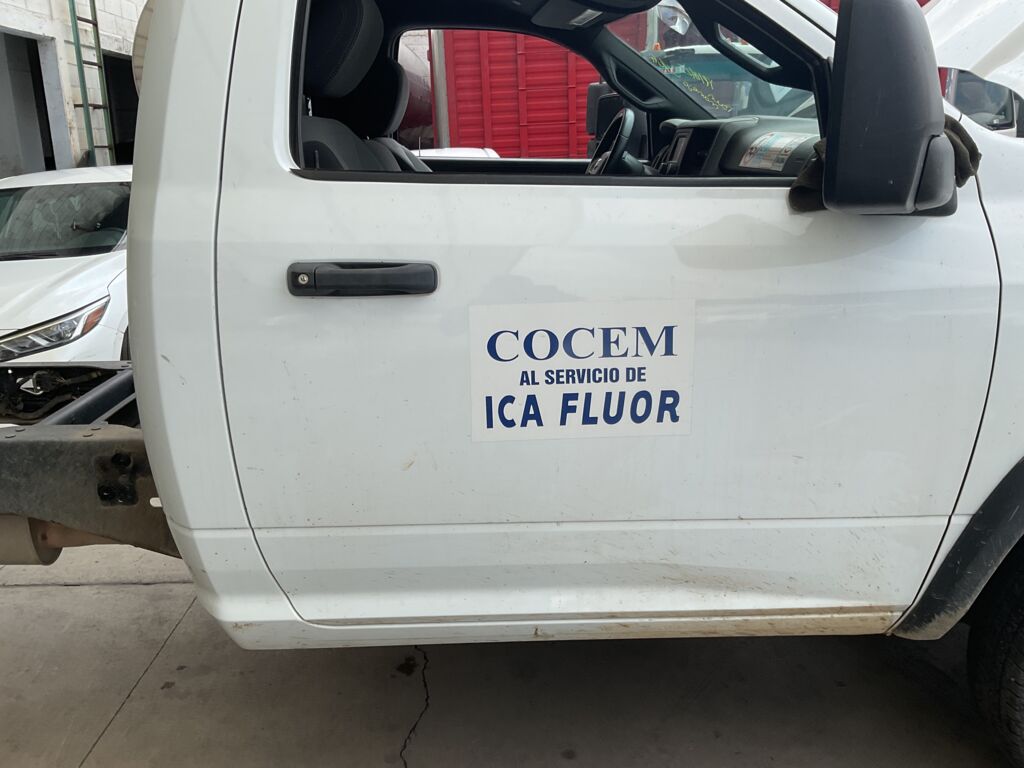 COCEM
AL SERVICIO DE
ICA FLUOR